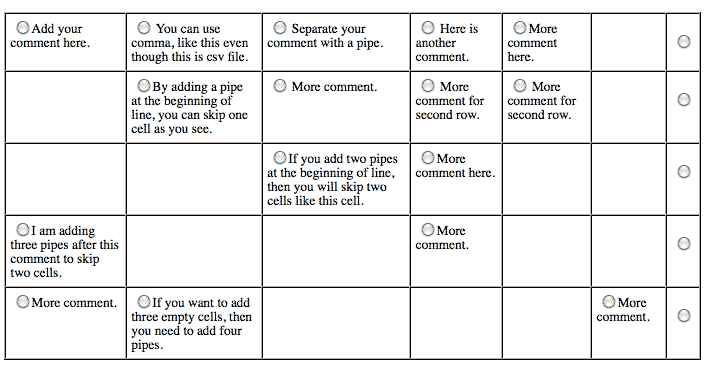 Add your
comment here.
You can use
comma, like this even
though this is csv file.
Separate your
comment with a pipe.
Here is
another
comment.
More
comment
here.
By adding a pipe
at the beginning of
line, you can skip one
cell as you see.
More comment.
More
comment for
second row.
More
comment for
second row.
If you add two pipes
at the beginning of line,
then you will skip two
cells like this cell.
More
comment here.
I am adding
three pipes after this
comment to skip
two cells.
More
comment.
More comment.
If you want to add
three empty cells, then
you need to add four
pipes.
More
comment.